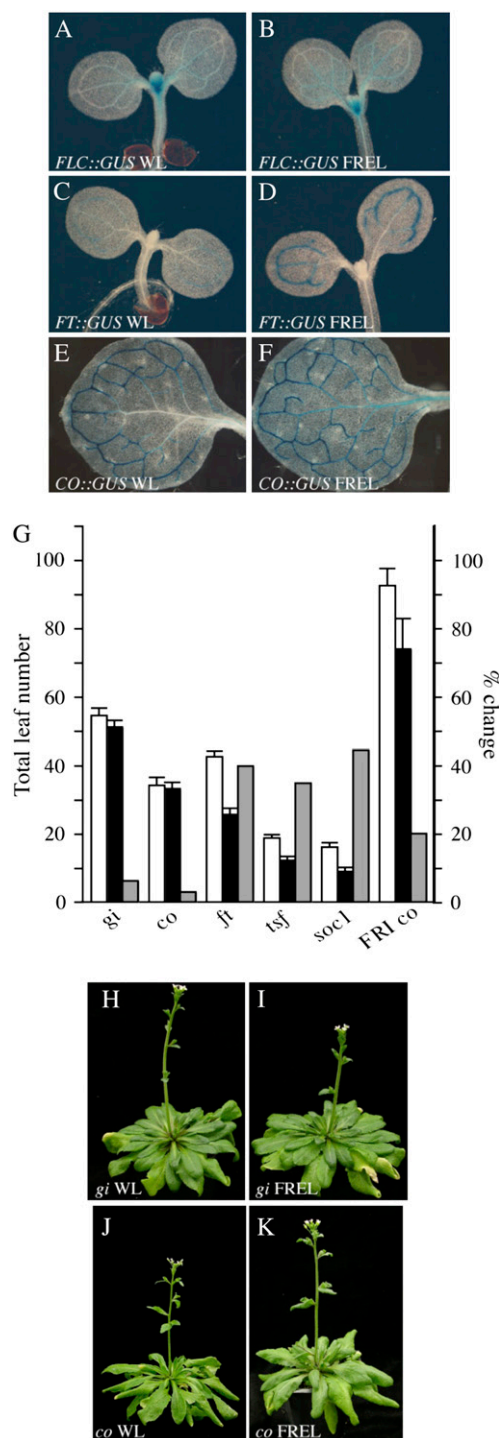 A
FLC::GUS WL
B
FLC::GUS FREL
C
FT::GUS WL
D
FT::GUS FREL
E
CO::GUS WL
F
CO::GUS FREL
G
Total leaf number
100
80
60
40
20
0
% change
100
80
60
40
20
0
gi
co
ft
tsf
soc1
FRI co
H
gi WL
I
gi FREL
J
co WL
K
co FREL